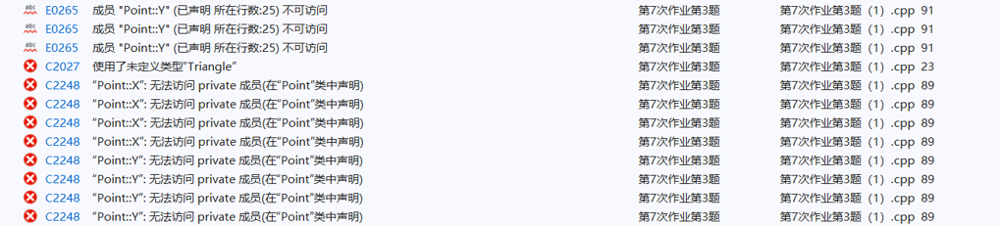 abc E0265 成员 "Point::Y" (已声明 所在行数:25) 不可访问 第7次作业第3题 第7次作业第3题（1）.cpp 91
abc E0265 成员 "Point::Y" (已声明 所在行数:25) 不可访问 第7次作业第3题 第7次作业第3题（1）.cpp 91
abc E0265 成员 "Point::Y" (已声明 所在行数:25) 不可访问 第7次作业第3题 第7次作业第3题（1）.cpp 91
C2027 使用了未定义类型“Triangle” 第7次作业第3题 第7次作业第3题（1）.cpp 23
C2248 “Point::X”: 无法访问 private 成员(在“Point”类中声明) 第7次作业第3题 第7次作业第3题（1）.cpp 89
C2248 “Point::X”: 无法访问 private 成员(在“Point”类中声明) 第7次作业第3题 第7次作业第3题（1）.cpp 89
C2248 “Point::X”: 无法访问 private 成员(在“Point”类中声明) 第7次作业第3题 第7次作业第3题（1）.cpp 89
C2248 “Point::X”: 无法访问 private 成员(在“Point”类中声明) 第7次作业第3题 第7次作业第3题（1）.cpp 89
C2248 “Point::Y”: 无法访问 private 成员(在“Point”类中声明) 第7次作业第3题 第7次作业第3题（1）.cpp 89
C2248 “Point::Y”: 无法访问 private 成员(在“Point”类中声明) 第7次作业第3题 第7次作业第3题（1）.cpp 89
C2248 “Point::Y”: 无法访问 private 成员(在“Point”类中声明) 第7次作业第3题 第7次作业第3题（1）.cpp 89
C2248 “Point::Y”: 无法访问 private 成员(在“Point”类中声明) 第7次作业第3题 第7次作业第3题（1）.cpp 89